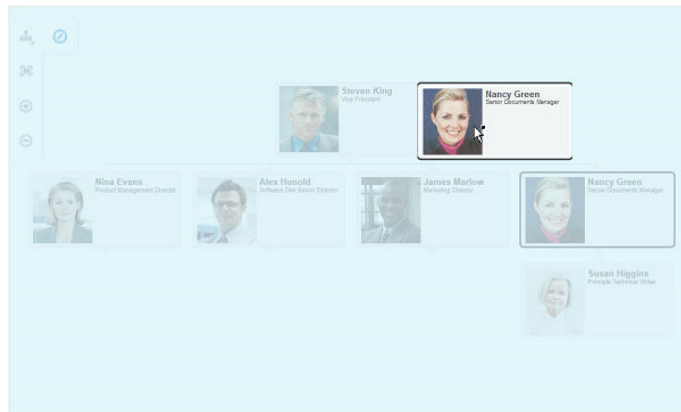 Steven King
Vice President
Nancy Green
Senior Documents Manager
Nina Evans
Product Management Director
Alex Hunold
Software Dev Senior Director
James Marlow
Marketing Director
Nancy Green
Senior Documents Manager
Susan Higgins
Principle Technical Writer